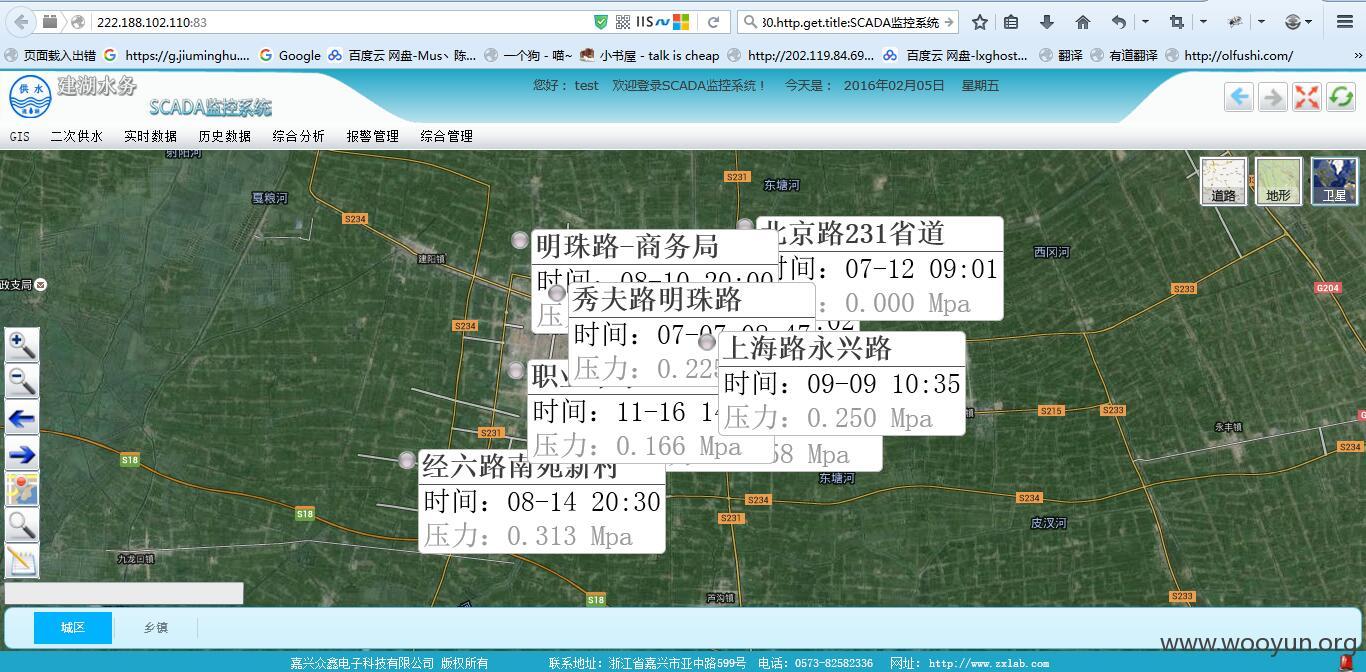 222.188.102.110:83
IIS
30.http.get.title:SCADA监控系统
页面载入出错
https://g.jiuminghu....
Google
百度云 网盘-Mus丶陈...
一个狗 - 喵~
小书屋 - talk is cheap
http://202.119.84.69...
百度云 网盘-lxghost...
翻译
有道翻译
http://olfushi.com/
供水
建湖水务
SCADA监控系统
您好： test 欢迎登录SCADA监控系统！ 今天是： 2016年02月05日 星期五
GIS 二次供水 实时数据 历史数据 综合分析 报警管理 综合管理
射阳河
戛粮河
S234
S231
东塘河
道路
地形
卫星
建阳镇
西冈河
政支局
S233
G204
明珠路-商务局
时间：08-10 20:00
北京路231省道
时间：07-12 09:01
0.000 Mpa
秀夫路明珠路
时间：07-07 08:47
压力：0.225
上海路永兴路
时间：09-09 10:35
压力：0.250 Mpa
S234
时间：11-16
压力：0.166 Mpa
58 Mpa
S215
S233
永丰镇
S234
S231
S18
经六路南苑新村
时间：08-14 20:30
压力：0.313 Mpa
东塘河
S234
S234
S231
S18
皮汊河
九龙口镇
芦沟镇
S18
S233
城区
乡镇
www.wooyun.org
嘉兴众鑫电子科技有限公司 版权所有 联系地址：浙江省嘉兴市亚中路599号 电话：0573-82582336 网址：http://www.zxlab.com